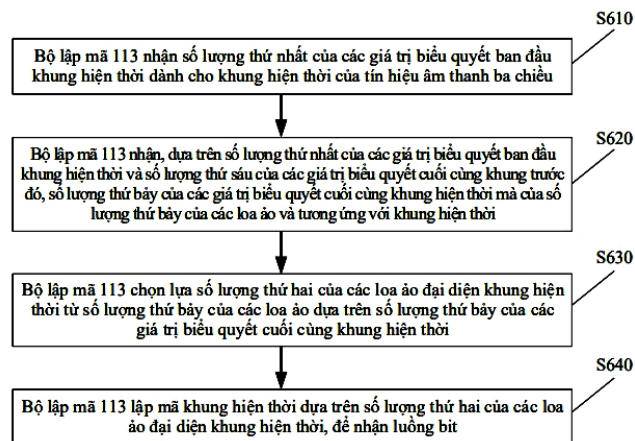 S610
Bộ lập mã 113 nhận số lượng thứ nhất của các giá trị biểu quyết ban đầu
khung hiện thời dành cho khung hiện thời của tín hiệu âm thanh ba chiều
S620
Bộ lập mã 113 nhận, dựa trên số lượng thứ nhất của các giá trị biểu quyết ban đầu
khung hiện thời và số lượng thứ sáu của các giá trị biểu quyết cuối cùng khung trước
đó, số lượng thứ bảy của các giá trị biểu quyết cuối cùng khung hiện thời mà của số
lượng thứ bảy của các loa ảo và tương ứng với khung hiện thời
S630
Bộ lập mã 113 chọn lựa số lượng thứ hai của các loa ảo đại diện khung hiện
thời từ số lượng thứ bảy của các loa ảo dựa trên số lượng thứ bảy của các
giá trị biểu quyết cuối cùng khung hiện thời
S640
Bộ lập mã 113 lập mã khung hiện thời dựa trên số lượng thứ hai của các loa
ảo đại diện khung hiện thời, để nhận luồng bit